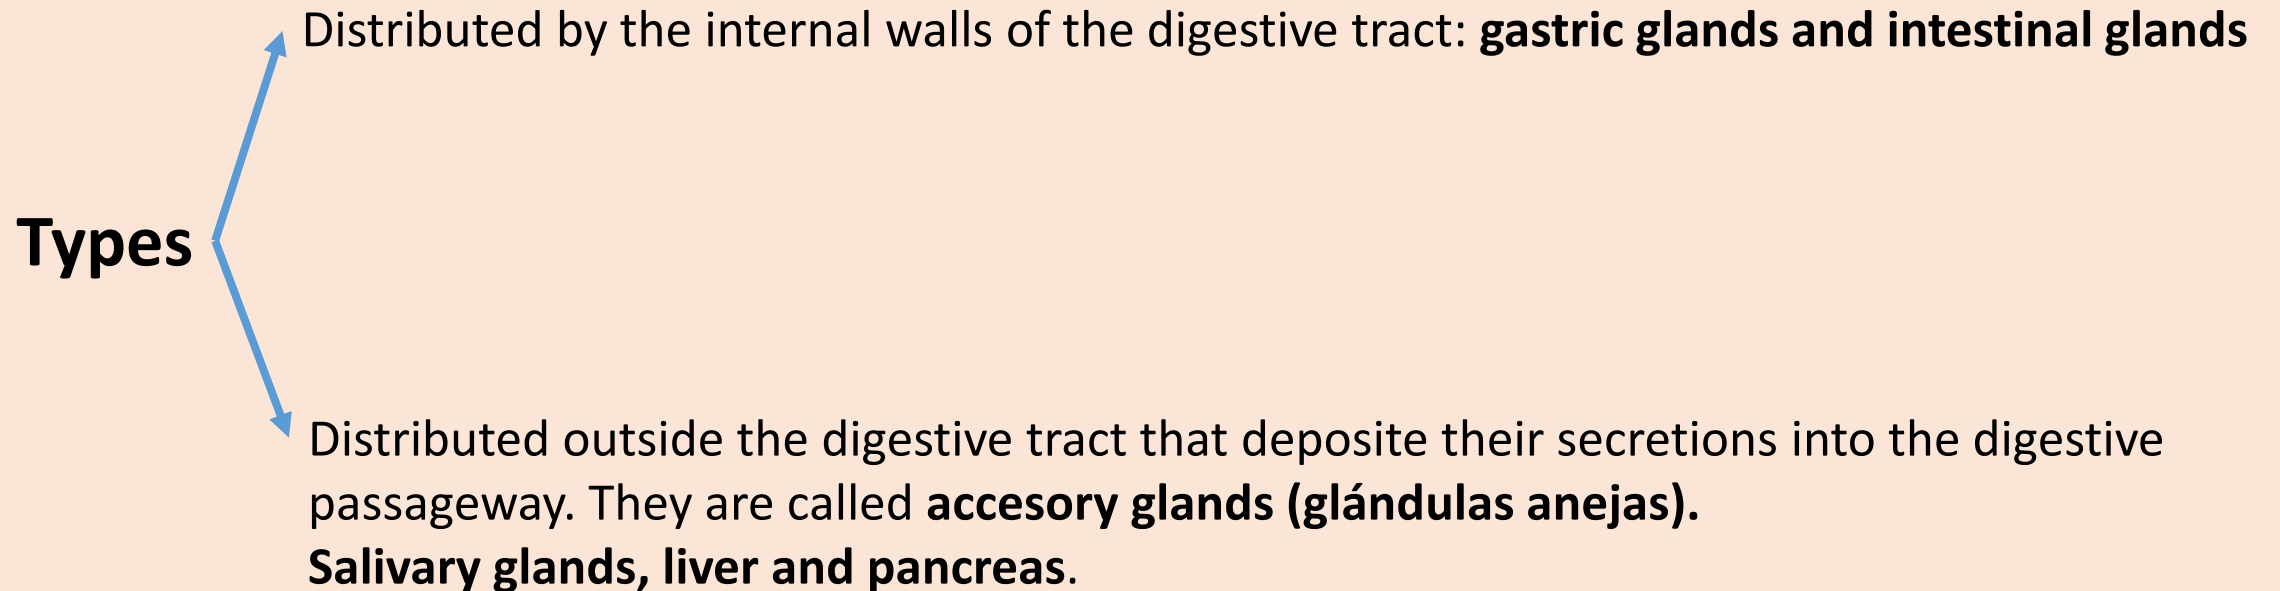 Distributed by the internal walls of the digestive tract: gastric glands and intestinal glands
Types
Distributed outside the digestive tract that deposite their secretions into the digestive
passageway. They are called accesory glands (glándulas anejas).
Salivary glands, liver and pancreas.